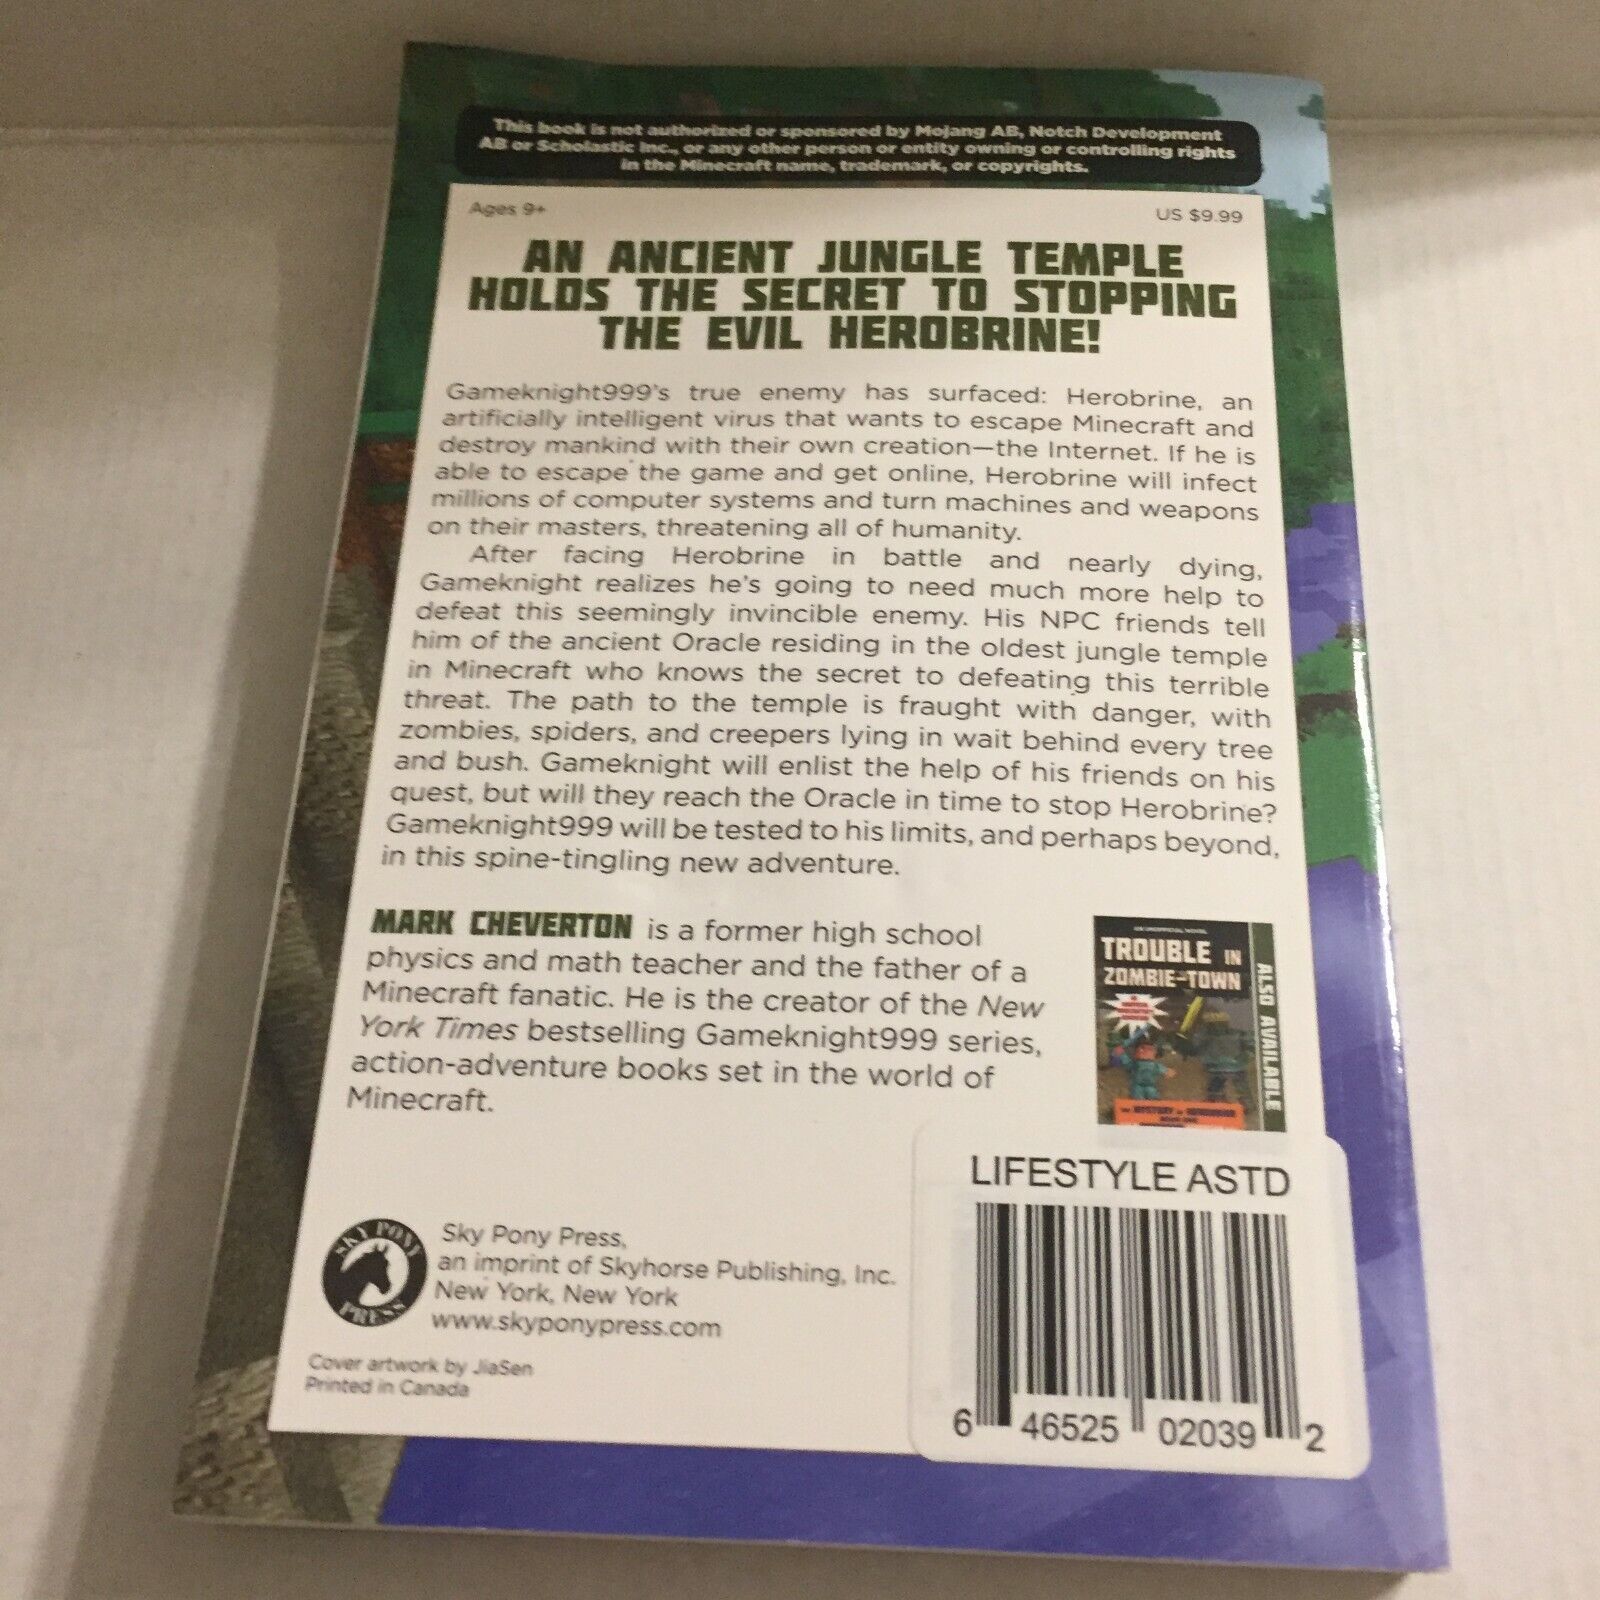 This book is not authorized or sponsored by Mojang AB, Notch Development
AB or Scholastic Inc., or any other person or entity owning or controlling rights
in the Minecraft name, trademark, or copyrights.
Ages 9+
US $9.99
AN ANCIENT JUNGLE TEMPLE
HOLDS THE SECRET TO STOPPING
THE EVIL HEROBRINE!
Gameknight999's true enemy has surfaced: Herobrine, an
artificially intelligent virus that wants to escape Minecraft and
destroy mankind with their own creation—the Internet. If he is
able to escape the game and get online, Herobrine will infect
millions of computer systems and turn machines and weapons
on their masters, threatening all of humanity.
After facing Herobrine in battle and nearly dying,
Gameknight realizes he's going to need much more help to
defeat this seemingly invincible enemy. His NPC friends tell
him of the ancient Oracle residing in the oldest jungle temple
in Minecraft who knows the secret to defeating this terrible
threat. The path to the temple is fraught with danger, with
zombies, spiders, and creepers lying in wait behind every tree
and bush. Gameknight will enlist the help of his friends on his
quest, but will they reach the Oracle in time to stop Herobrine?
Gameknight999 will be tested to his limits, and perhaps beyond,
in this spine-tingling new adventure.
MARK CHEVERTON is a former high school
physics and math teacher and the father of a
Minecraft fanatic. He is the creator of the New
York Times bestselling Gameknight999 series,
action-adventure books set in the world of
Minecraft.
AN UNOFFICIAL NOVEL
TROUBLE IN
ZOMBIE-TOWN
THE MYSTERY OF HEROBRINE
ALSO AVAILABLE
LIFESTYLE ASTD
6 46525 02039 2
SKY PONY
PRESS
Sky Pony Press,
an imprint of Skyhorse Publishing, Inc.
New York, New York
www.skyponypress.com
Cover artwork by JiaSen
Printed in Canada